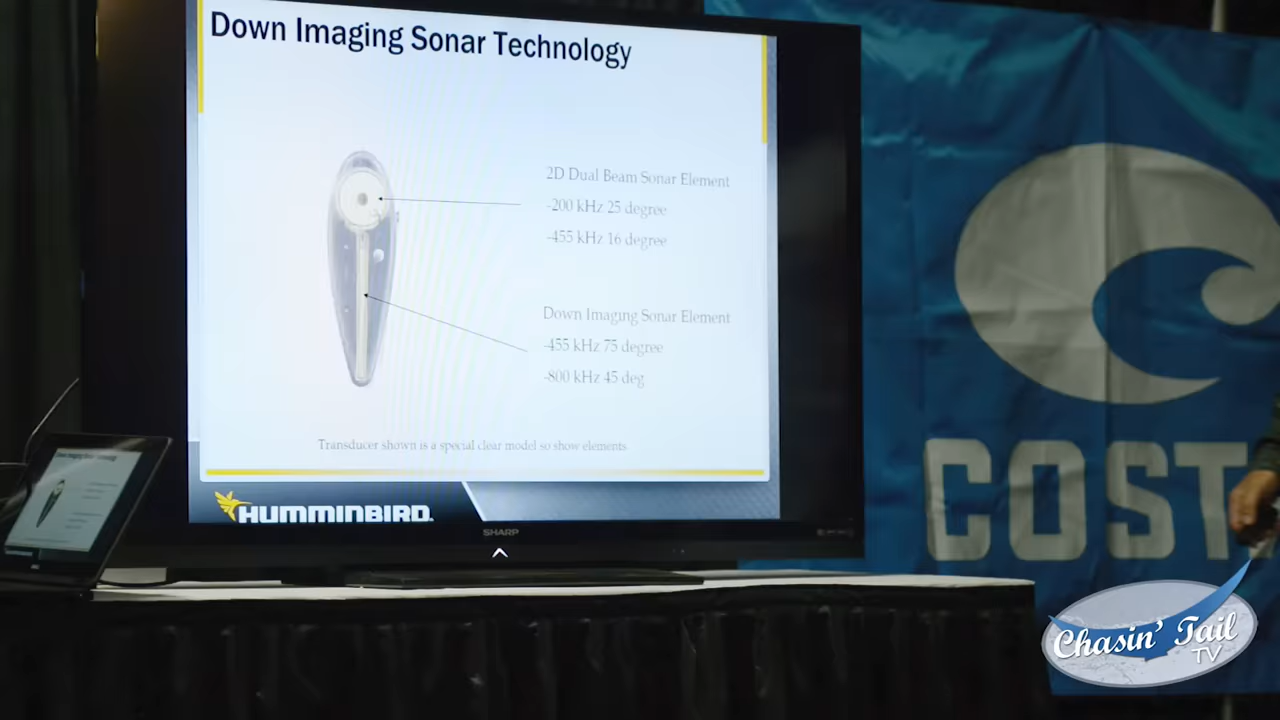 Down Imaging Sonar Technology
2D Dual Beam Sonar Element
-200 kHz 25 degree
-455 kHz 16 degree
Down Imaging Sonar Element
-455 kHz 75 degree
-800 kHz 45 deg
Transducer shown is a special clear model so show elements
HUMMINBIRD
SHARP
COST
Chasin' Tail
TV